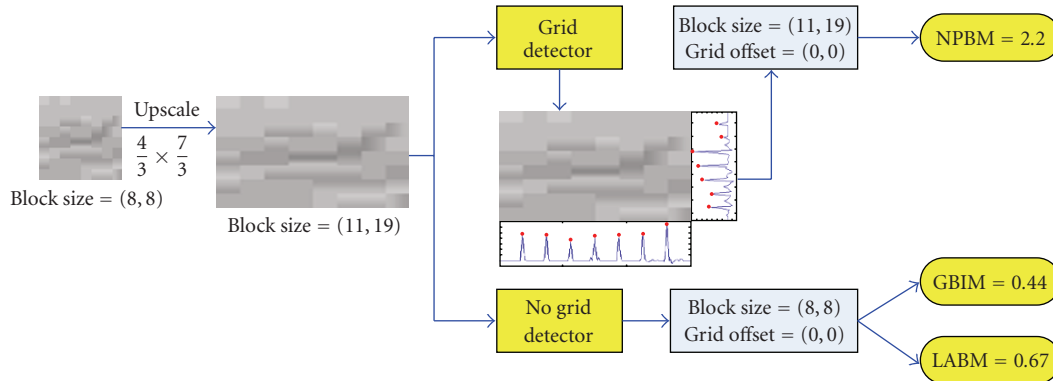 Upscale
4/3 × 7/3
Block size = (8, 8)
Block size = (11, 19)
Grid
detector
Block size = (11, 19)
Grid offset = (0, 0)
NPBM = 2.2
No grid
detector
Block size = (8, 8)
Grid offset = (0, 0)
GBIM = 0.44
LABM = 0.67